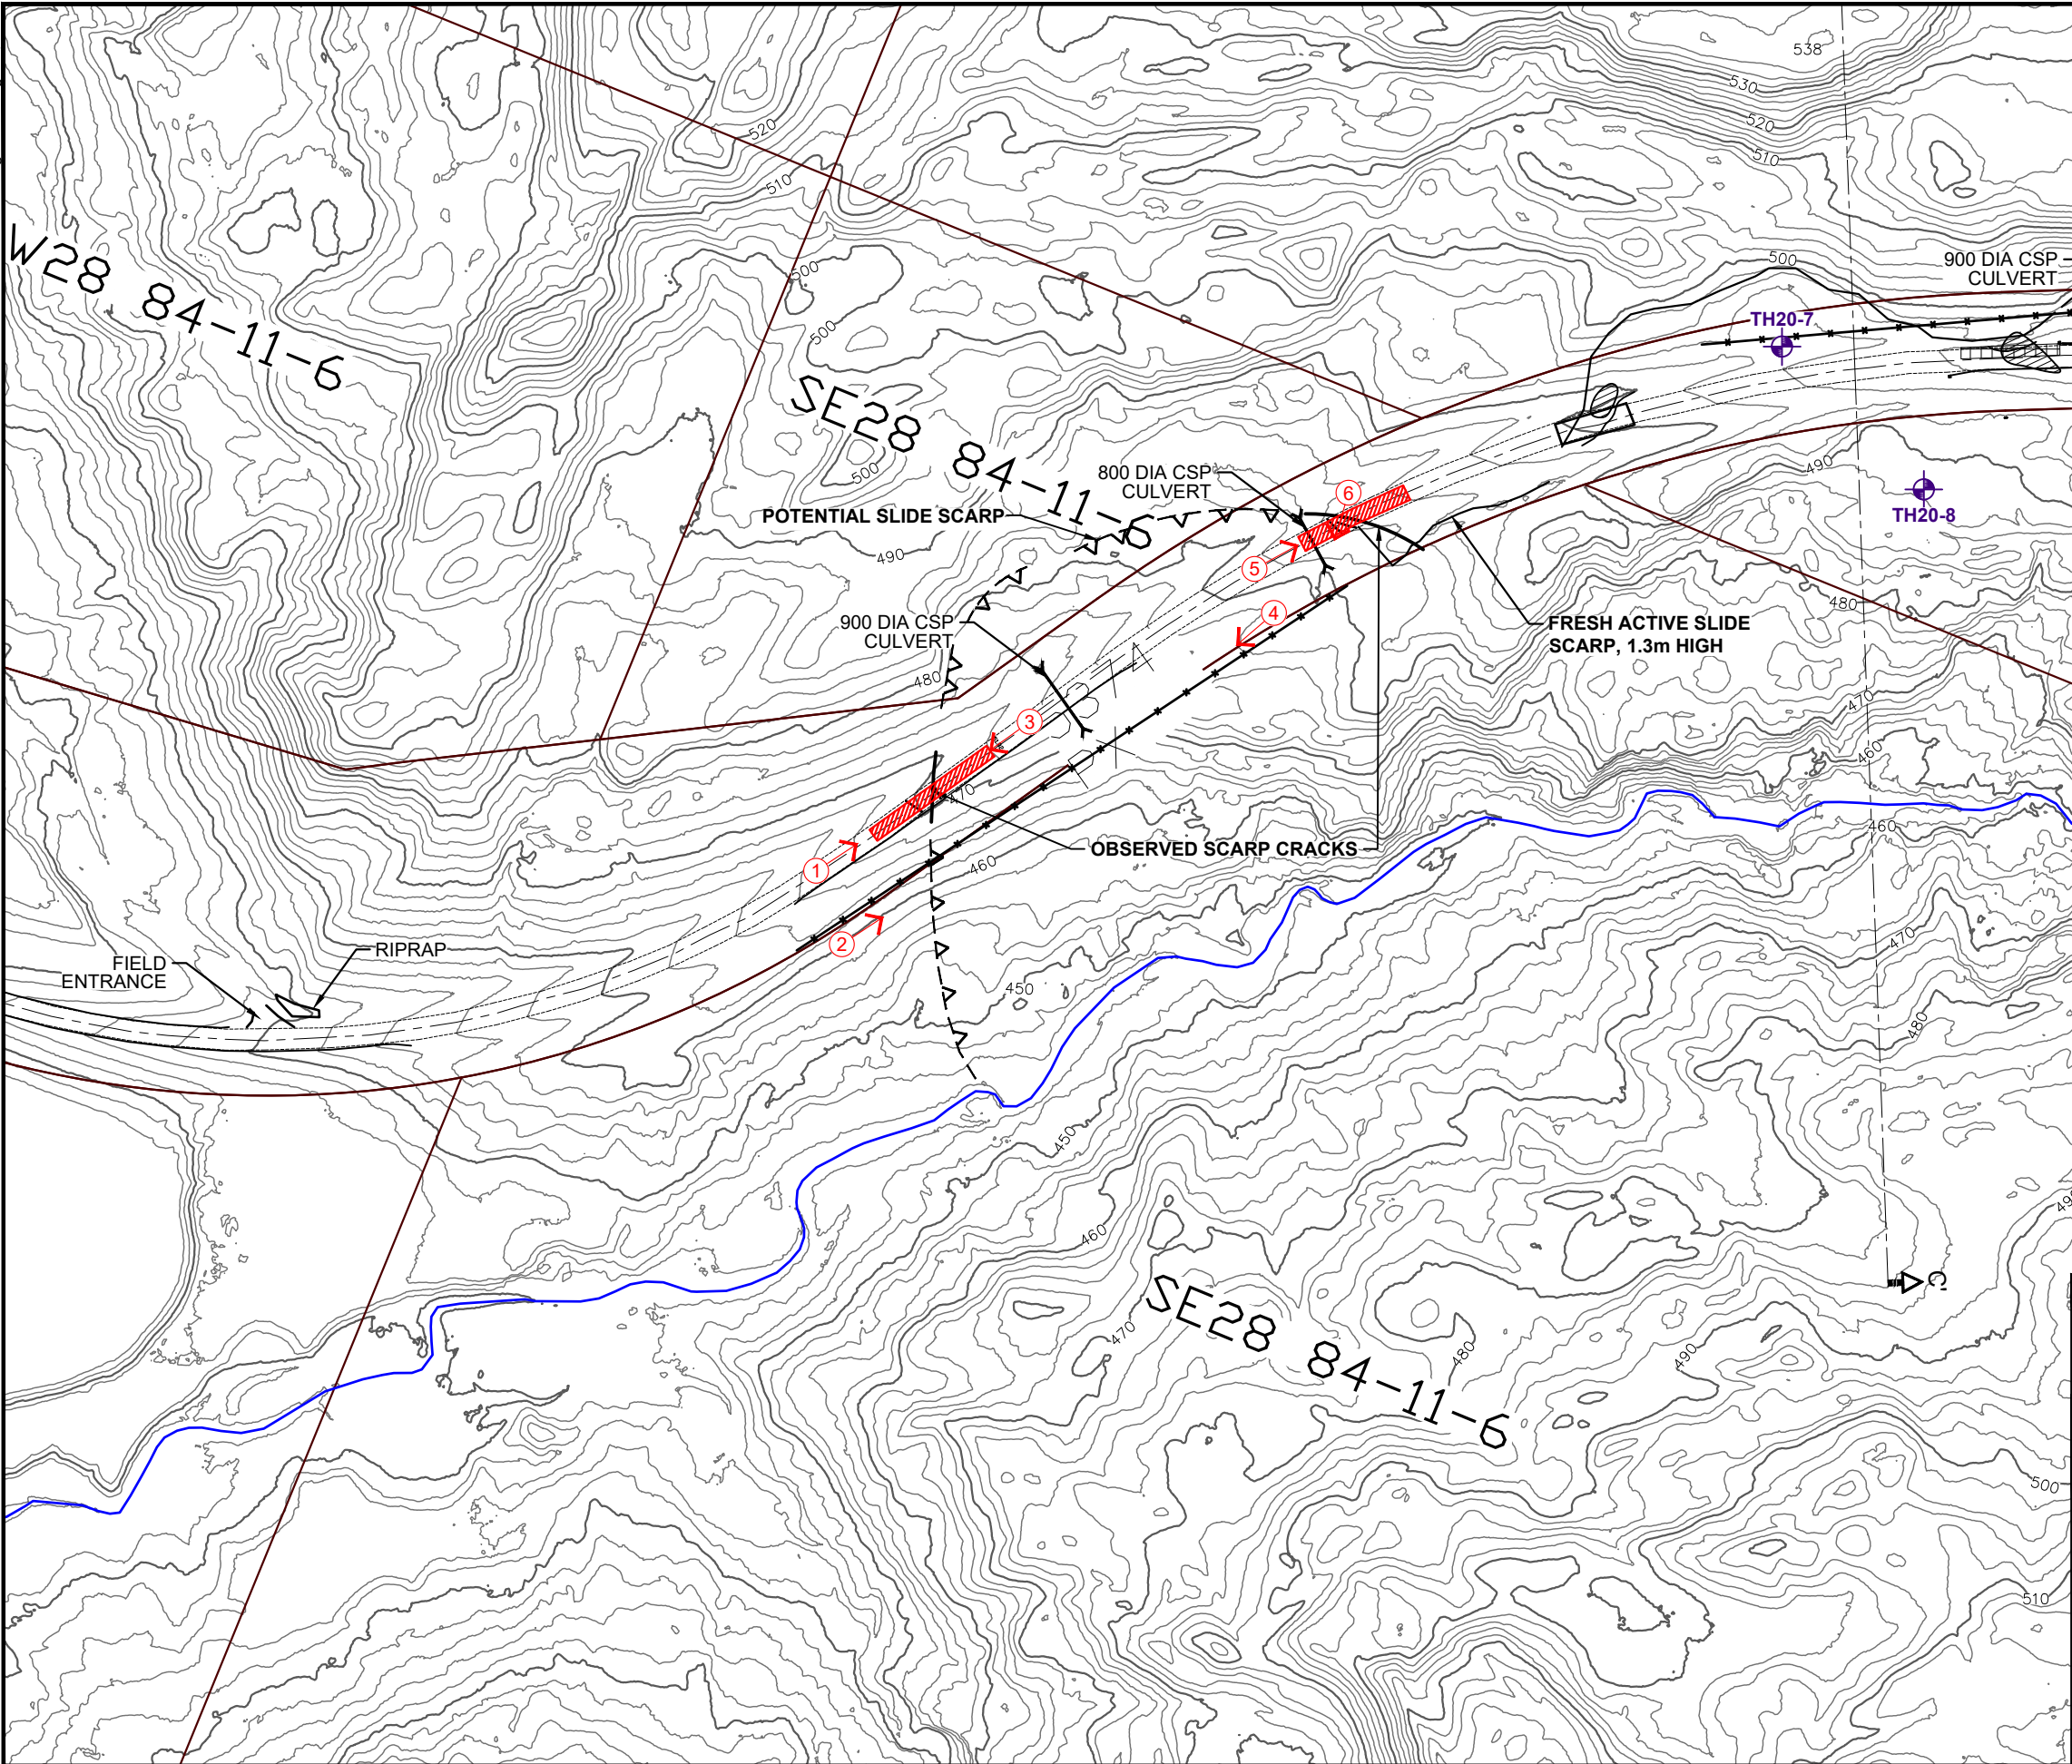 538
530
520
520
510
510
W28 84-11-6
500
500
900 DIA CSP
CULVERT
500
TH20-7
SE28 84-11-6
500
490
800 DIA CSP
CULVERT
6
POTENTIAL SLIDE SCARP
TH20-8
490
5
4
480
900 DIA CSP
CULVERT
FRESH ACTIVE SLIDE
SCARP, 1.3m HIGH
480
470
3
460
470
460
OBSERVED SCARP CRACKS
1
460
2
470
RIPRAP
FIELD
ENTRANCE
450
480
450
490
460
C'
SE28 84-11-6
470
480
490
500
510